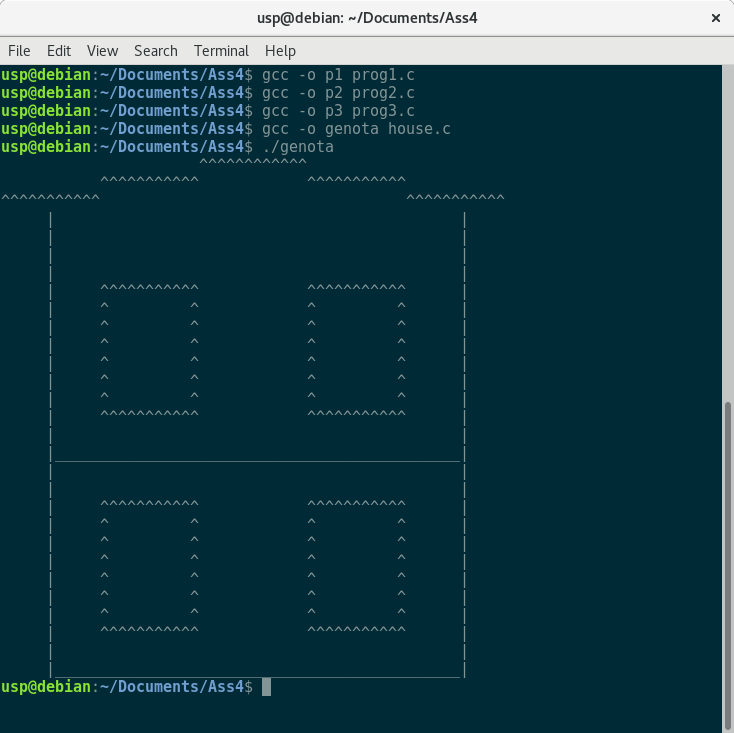 usp@debian: ~/Documents/Ass4
File Edit View Search Terminal Help
usp@debian:~/Documents/Ass4$ gcc -o p1 prog1.c
usp@debian:~/Documents/Ass4$ gcc -o p2 prog2.c
usp@debian:~/Documents/Ass4$ gcc -o p3 prog3.c
usp@debian:~/Documents/Ass4$ gcc -o genota house.c
usp@debian:~/Documents/Ass4$ ./genota
                      ^^^^^^^^^^^^
           ^^^^^^^^^^^            ^^^^^^^^^^^
^^^^^^^^^^^                                  ^^^^^^^^^^^
     |                                             |
     |                                             |
     |                                             |
     |                                             |
     |     ^^^^^^^^^^^            ^^^^^^^^^^^      |
     |     ^         ^            ^         ^      |
     |     ^         ^            ^         ^      |
     |     ^         ^            ^         ^      |
     |     ^         ^            ^         ^      |
     |     ^         ^            ^         ^      |
     |     ^         ^            ^         ^      |
     |     ^^^^^^^^^^^            ^^^^^^^^^^^      |
     |                                             |
     |_____________________________________________|
     |                                             |
     |                                             |
     |     ^^^^^^^^^^^            ^^^^^^^^^^^      |
     |     ^         ^            ^         ^      |
     |     ^         ^            ^         ^      |
     |     ^         ^            ^         ^      |
     |     ^         ^            ^         ^      |
     |     ^         ^            ^         ^      |
     |     ^         ^            ^         ^      |
     |     ^^^^^^^^^^^            ^^^^^^^^^^^      |
     |                                             |
     |_____________________________________________|
usp@debian:~/Documents/Ass4$